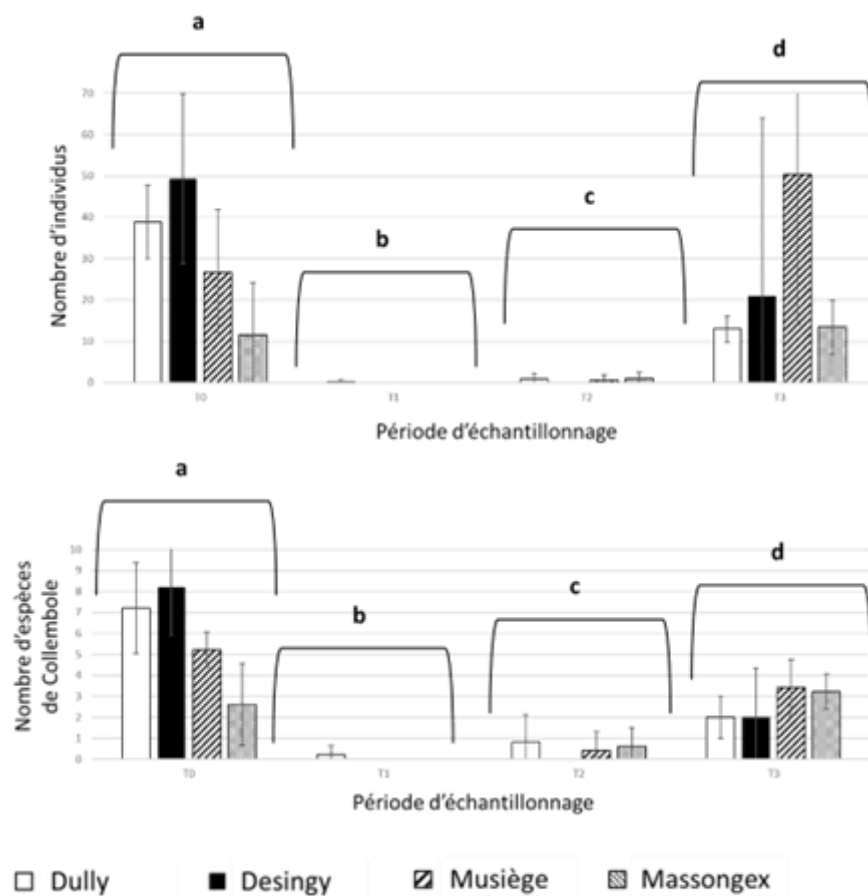 a
d
c
b
Nombre d'individus
70
60
50
40
30
20
10
0
T0 T1 T2 T3
Période d'échantillonnage
a
d
c
b
Nombre d'espèces
de Collembole
10
9
8
7
6
5
4
3
2
1
0
T0 T1 T2 T3
Période d'échantillonnage
Dully Desingy Musiège Massongex